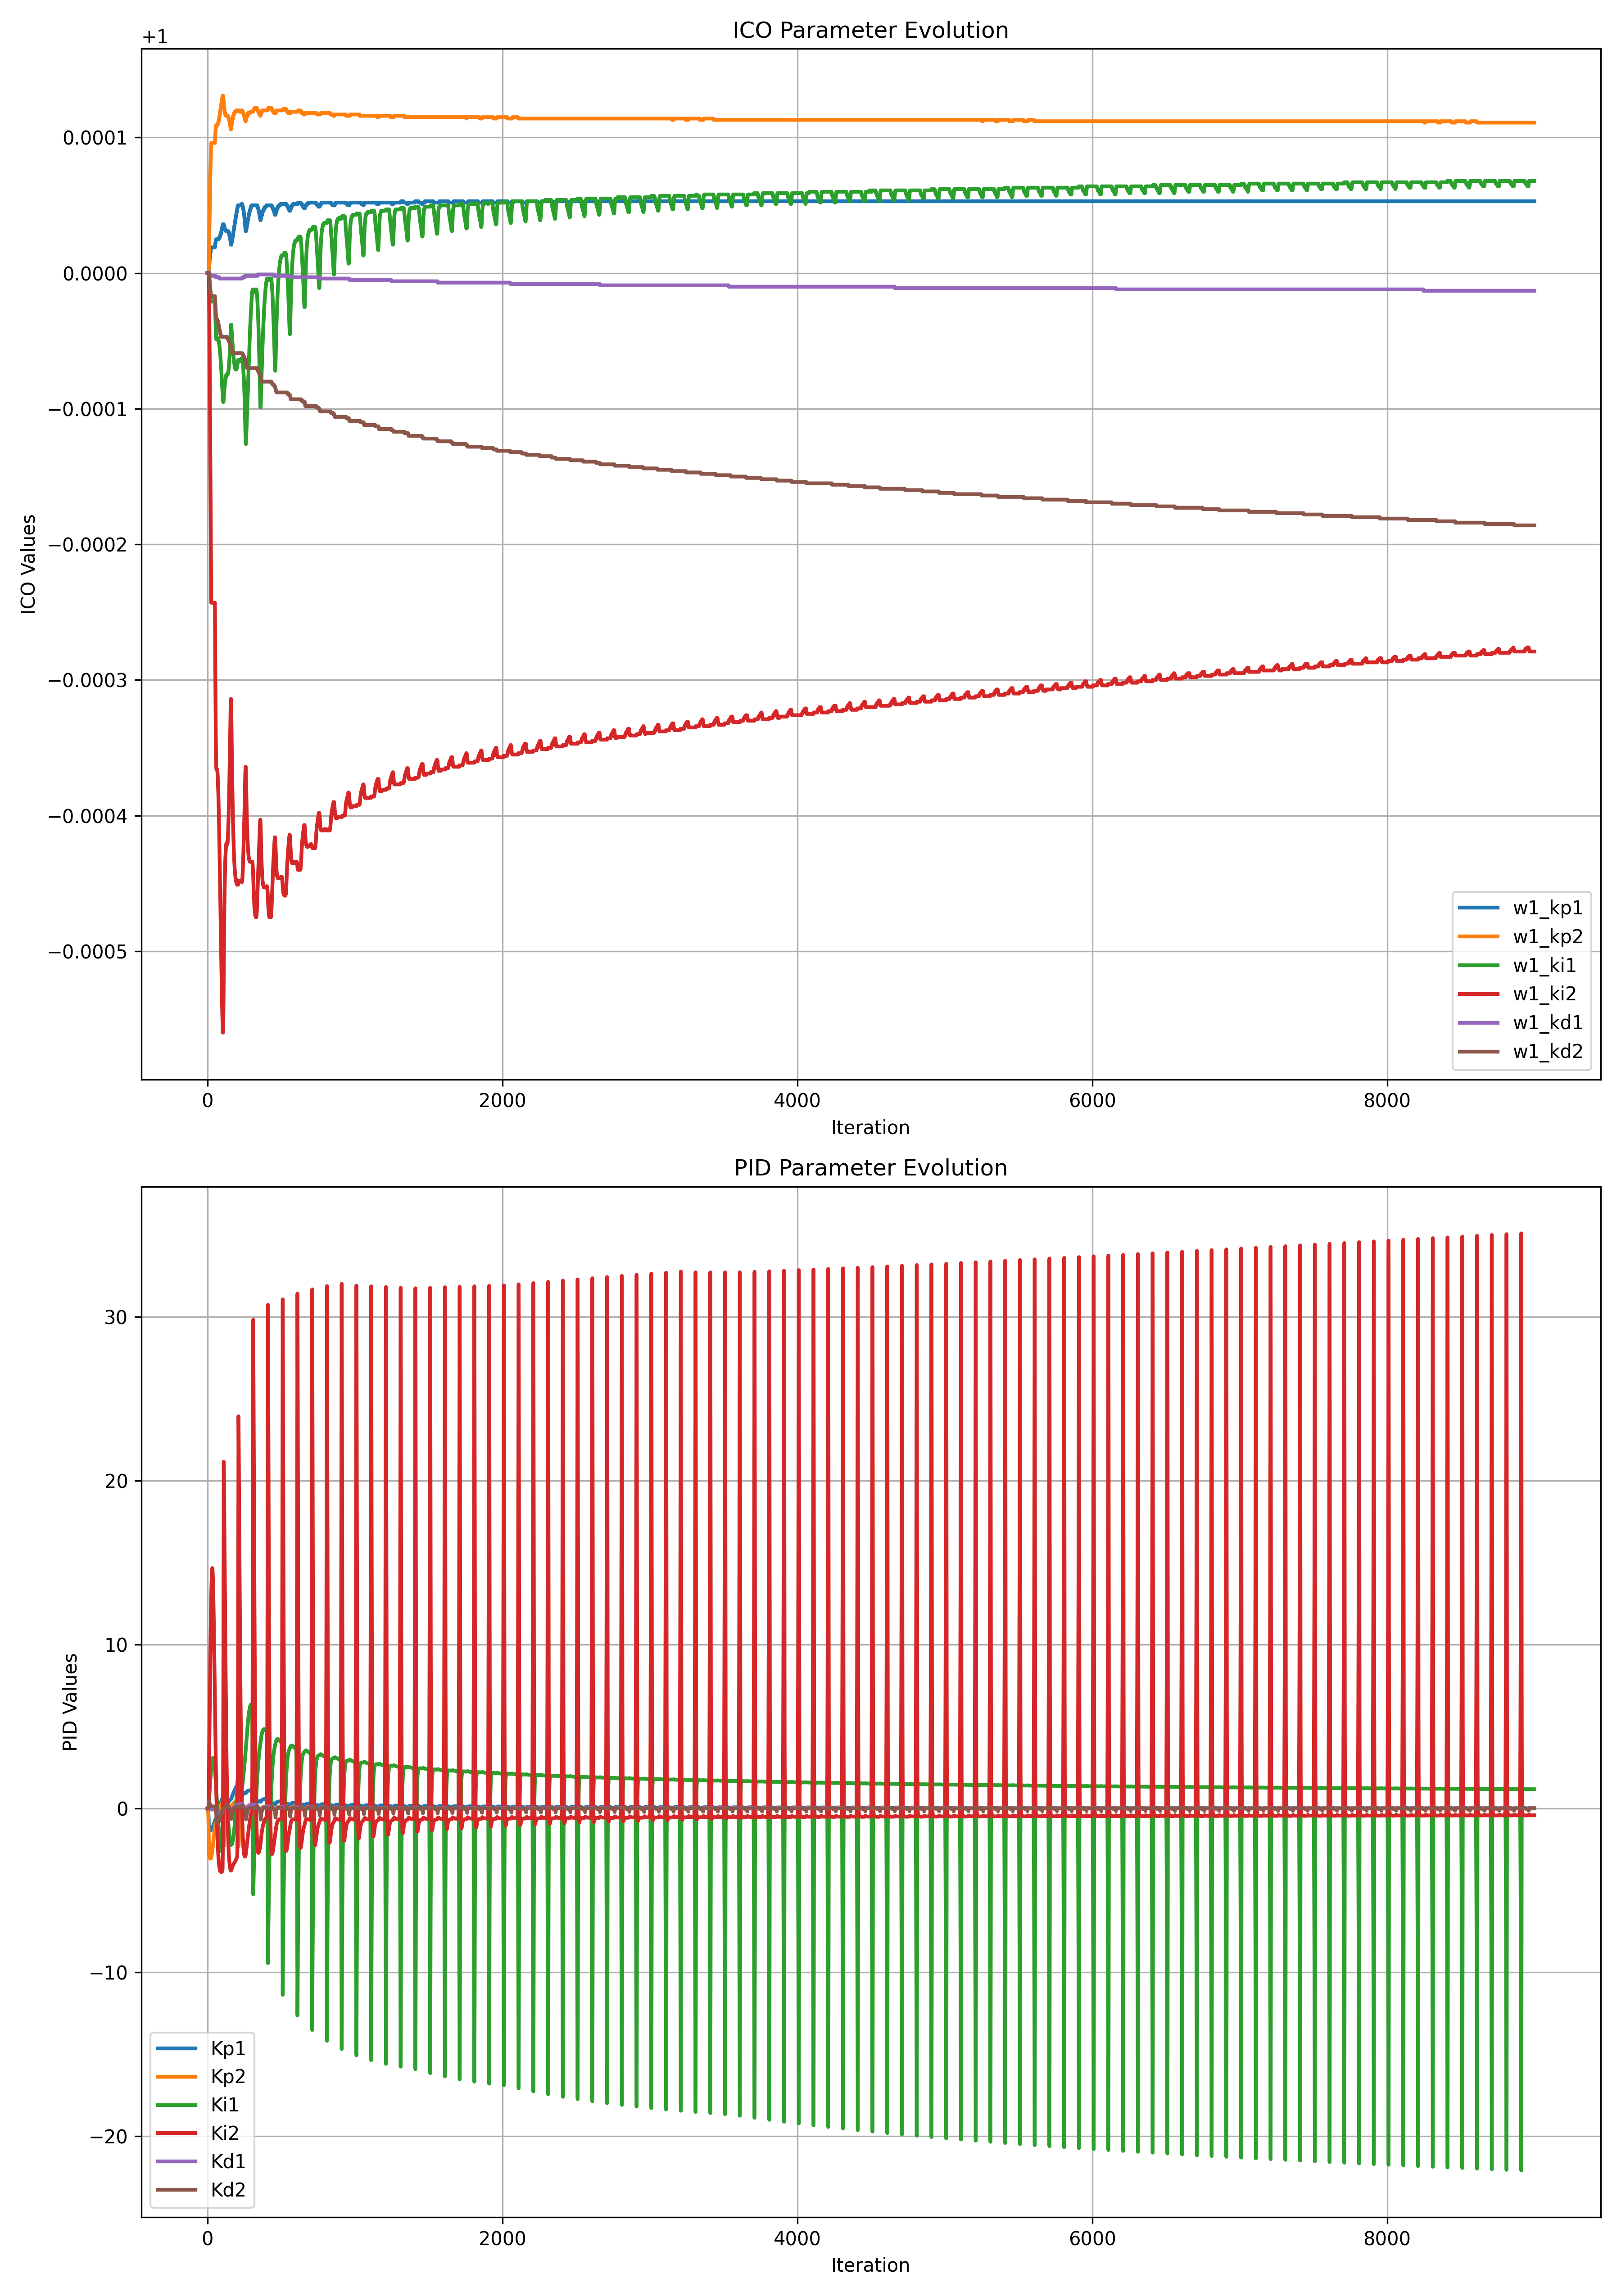 ICO Parameter Evolution
+1
0.0001
0.0000
−0.0001
−0.0002
−0.0003
−0.0004
−0.0005
ICO Values
w1_kp1
w1_kp2
w1_ki1
w1_ki2
w1_kd1
w1_kd2
0 2000 4000 6000 8000
Iteration
PID Parameter Evolution
30
20
10
0
−10
−20
PID Values
Kp1
Kp2
Ki1
Ki2
Kd1
Kd2
0 2000 4000 6000 8000
Iteration